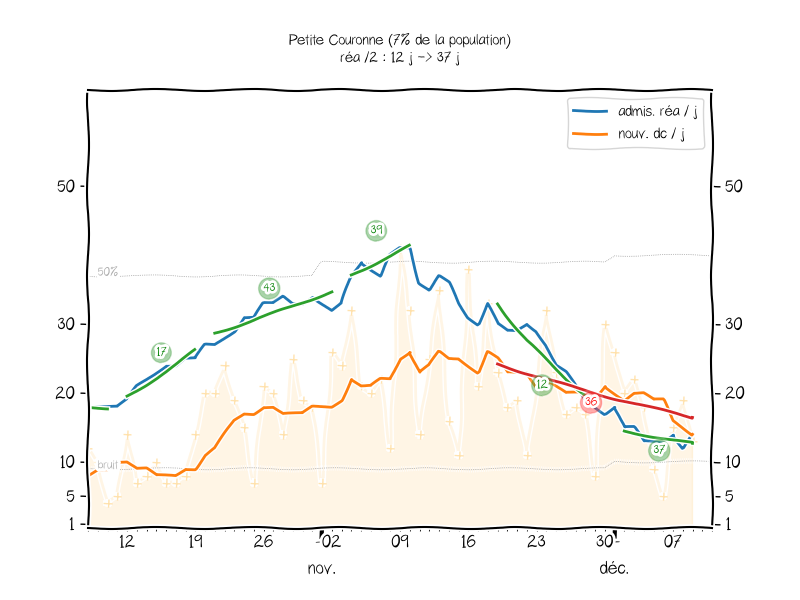 Petite Couronne (7% de la population)
réa /2 : 12 j -> 37 j
admis. réa / j
nouv. dc / j
50 50
39
50%
43
30 30
17
20 20
12
36
37
bruit
10 10
5 5
1 1
12 19 26 02 09 16 23 30 07
nov. déc.